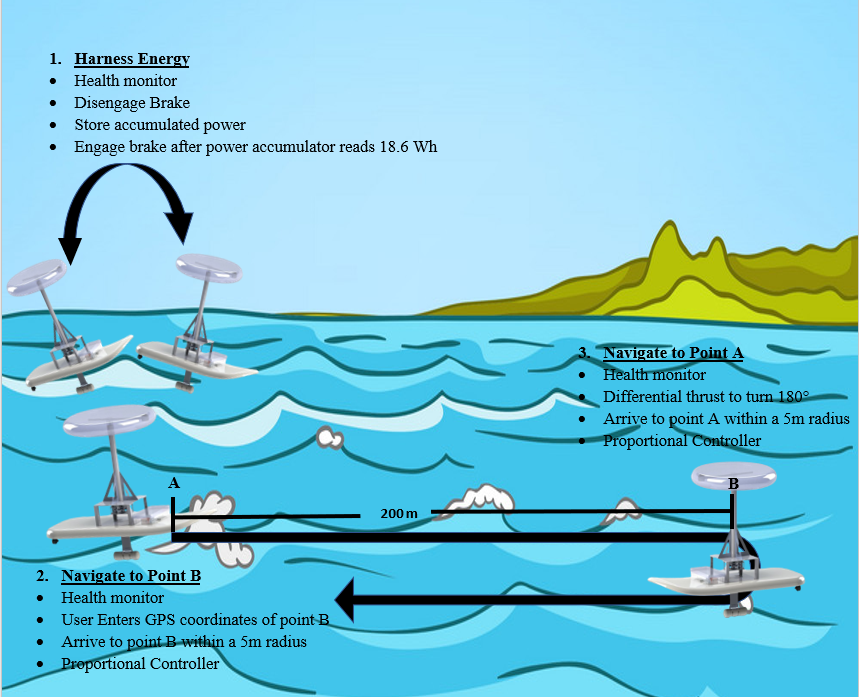 1. Harness Energy
• Health monitor
• Disengage Brake
• Store accumulated power
• Engage brake after power accumulator reads 18.6 Wh
3. Navigate to Point A
• Health monitor
• Differential thrust to turn 180°
• Arrive to point A within a 5m radius
• Proportional Controller
A
B
200 m
2. Navigate to Point B
• Health monitor
• User Enters GPS coordinates of point B
• Arrive to point B within a 5m radius
• Proportional Controller